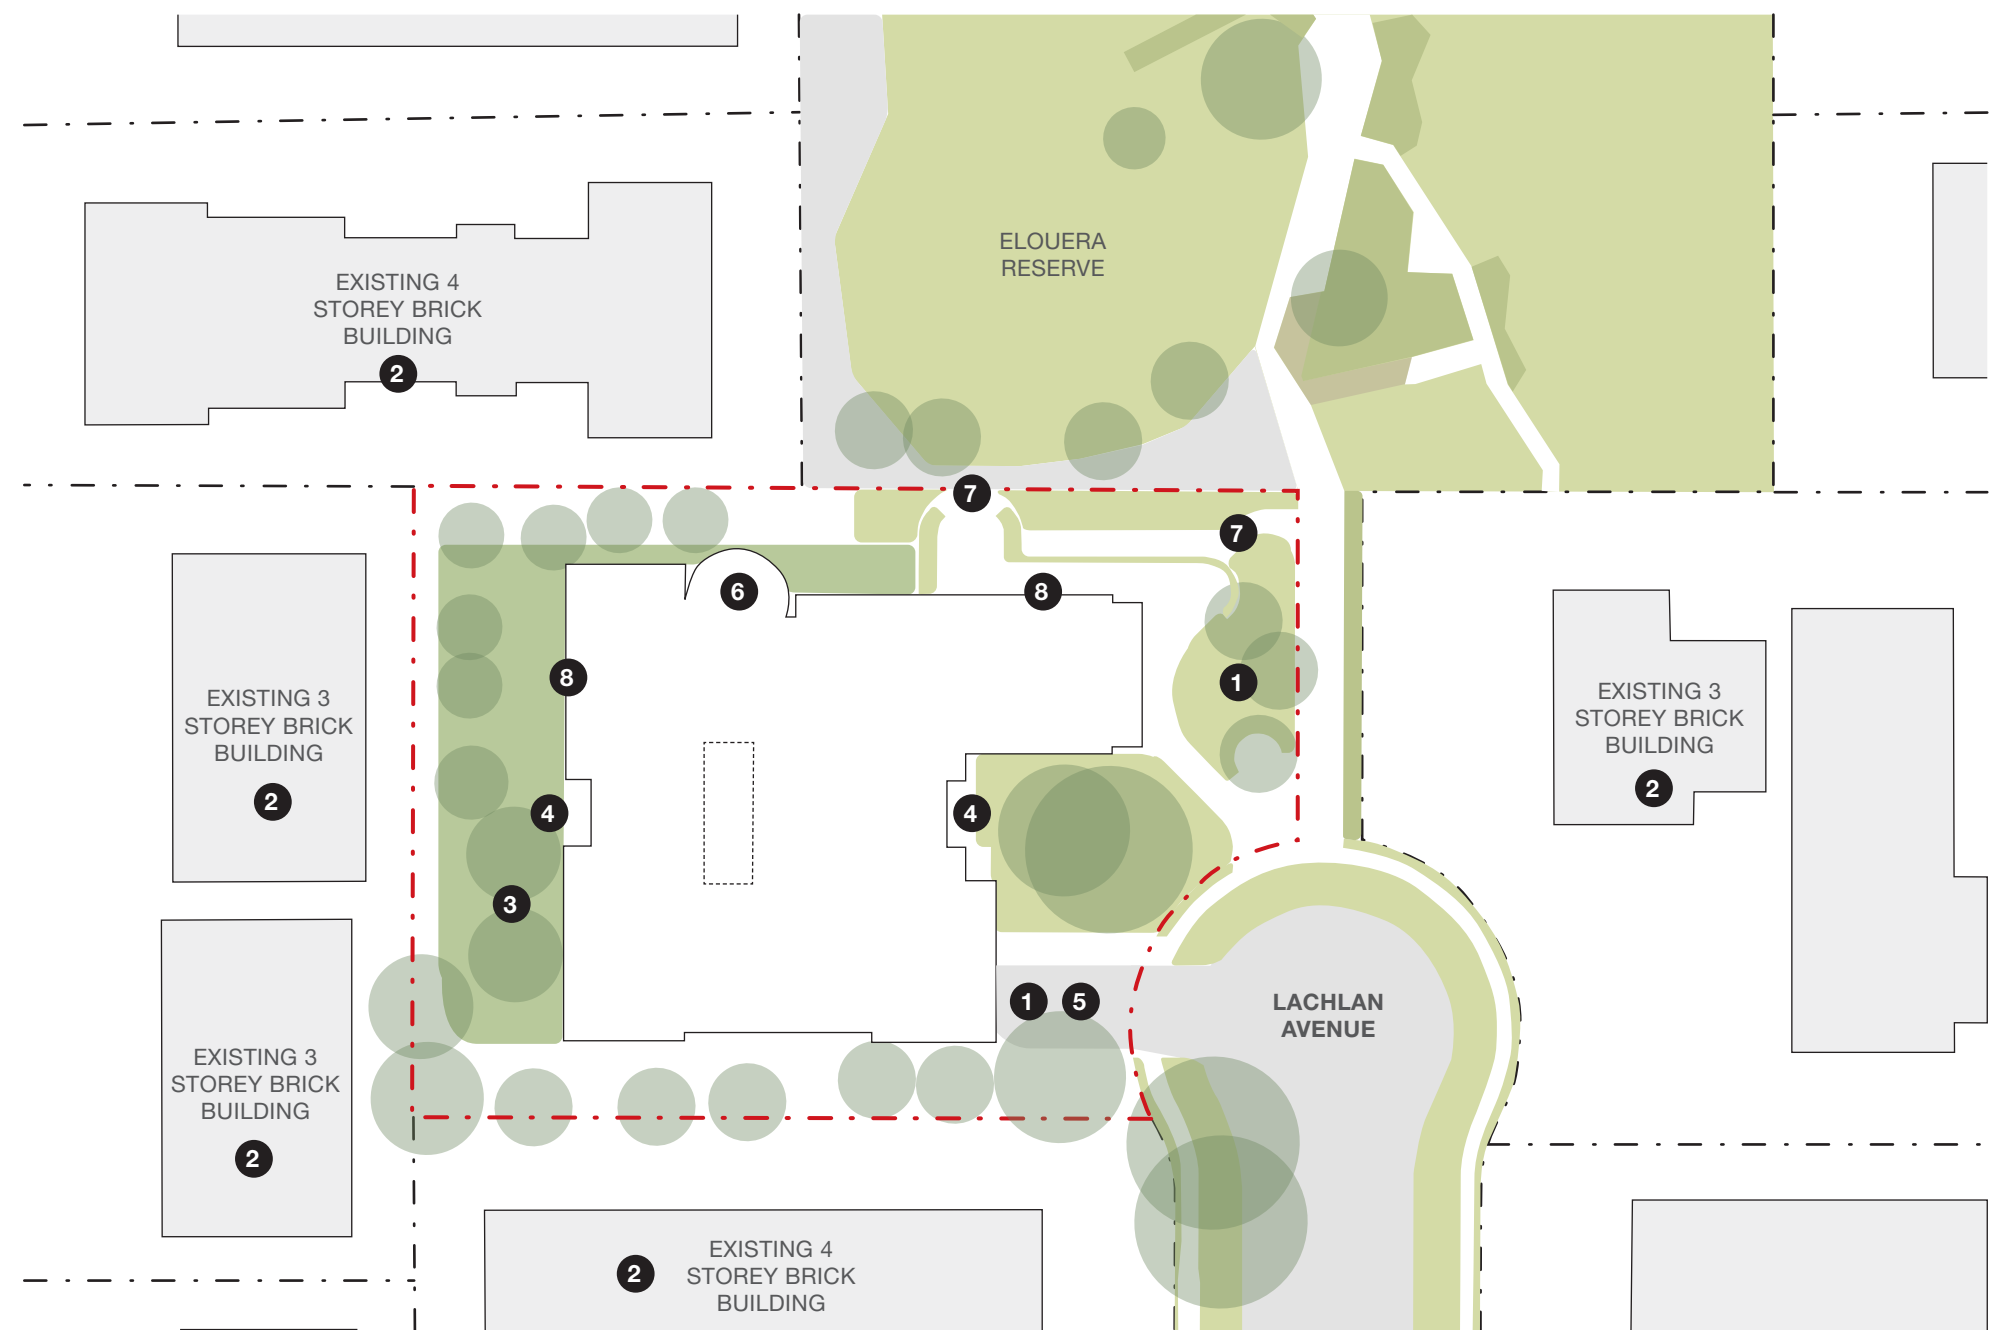 ELOUERA
RESERVE
EXISTING 4
STOREY BRICK
BUILDING
2
7
7
6
8
8
EXISTING 3
STOREY BRICK
BUILDING
2
1
EXISTING 3
STOREY BRICK
BUILDING
2
4
4
3
1
5
LACHLAN
AVENUE
EXISTING 3
STOREY BRICK
BUILDING
2
2
EXISTING 4
STOREY BRICK
BUILDING